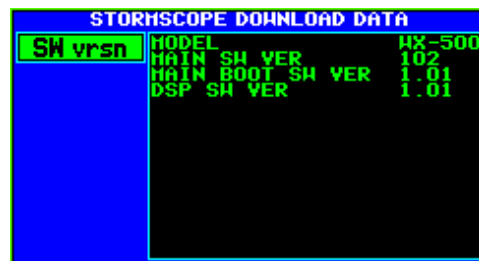 STORMSCOPE DOWNLOAD DATA
SW vrsn
MODEL WX-500
MAIN SW VER 102
MAIN BOOT SW VER 1.01
DSP SW VER 1.01